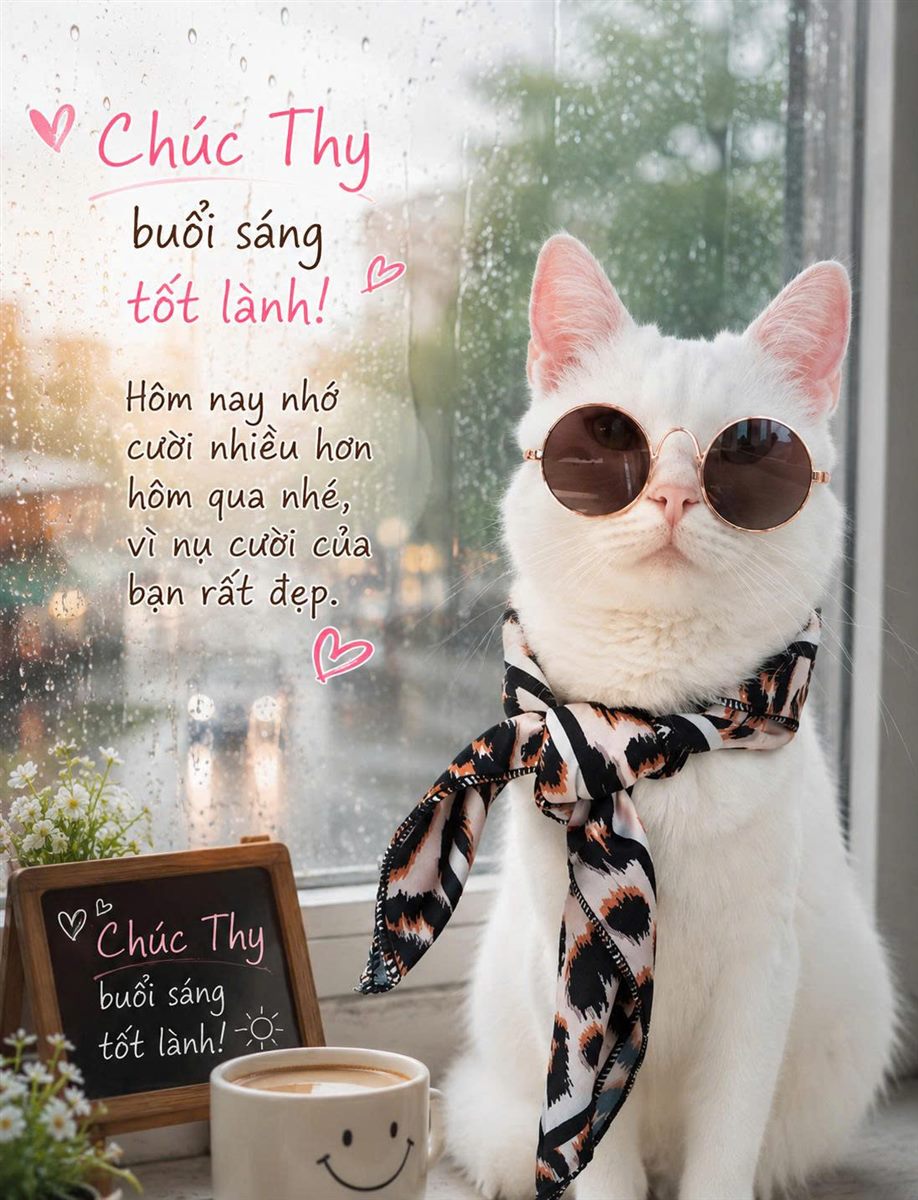 Chúc Thy
buổi sáng
tốt lành!
Hôm nay nhớ
cười nhiều hơn
hôm qua nhé,
vì nụ cười của
bạn rất đẹp.
Chúc Thy
buổi sáng
tốt lành!